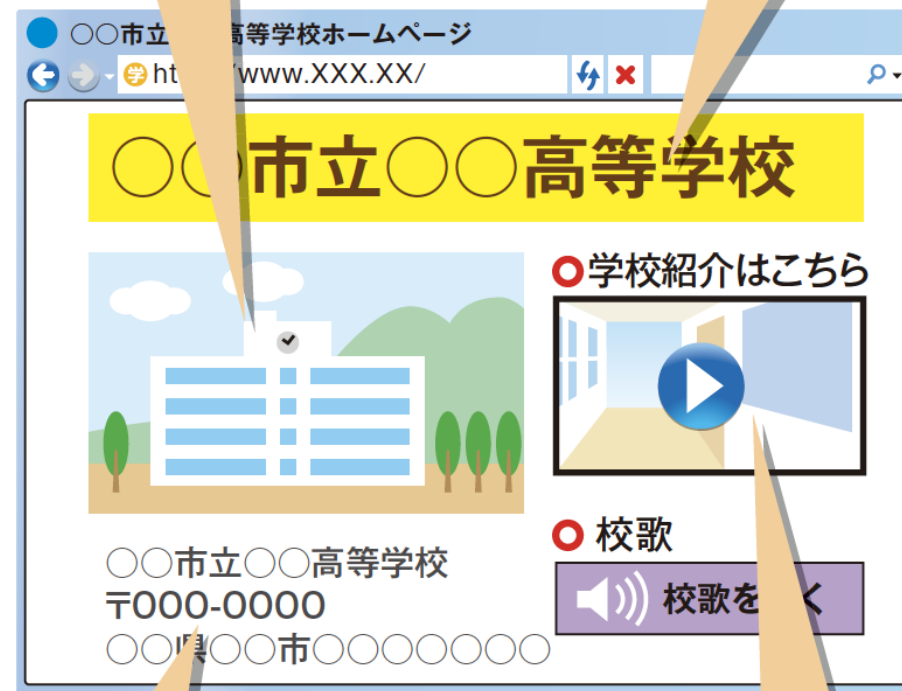 ○○市立 高等学校ホームページ
学 ht /www.XXX.XX/
○○市立○○高等学校
学校紹介はこちら
校歌
校歌を く
○○市立○○高等学校
〒000-0000
○○県○○市○○○○○○○